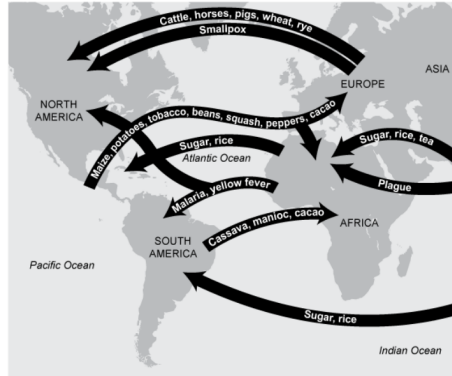 Cattle, horses, pigs, wheat, rye
Smallpox
EUROPE
ASIA
NORTH
AMERICA
Maize, potatoes, tobacco, beans, squash, peppers, cacao
Sugar, rice
Atlantic Ocean
Sugar, rice, tea
Plague
Malaria, yellow fever
Cassava, manioc, cacao
AFRICA
SOUTH
AMERICA
Pacific Ocean
Sugar, rice
Indian Ocean